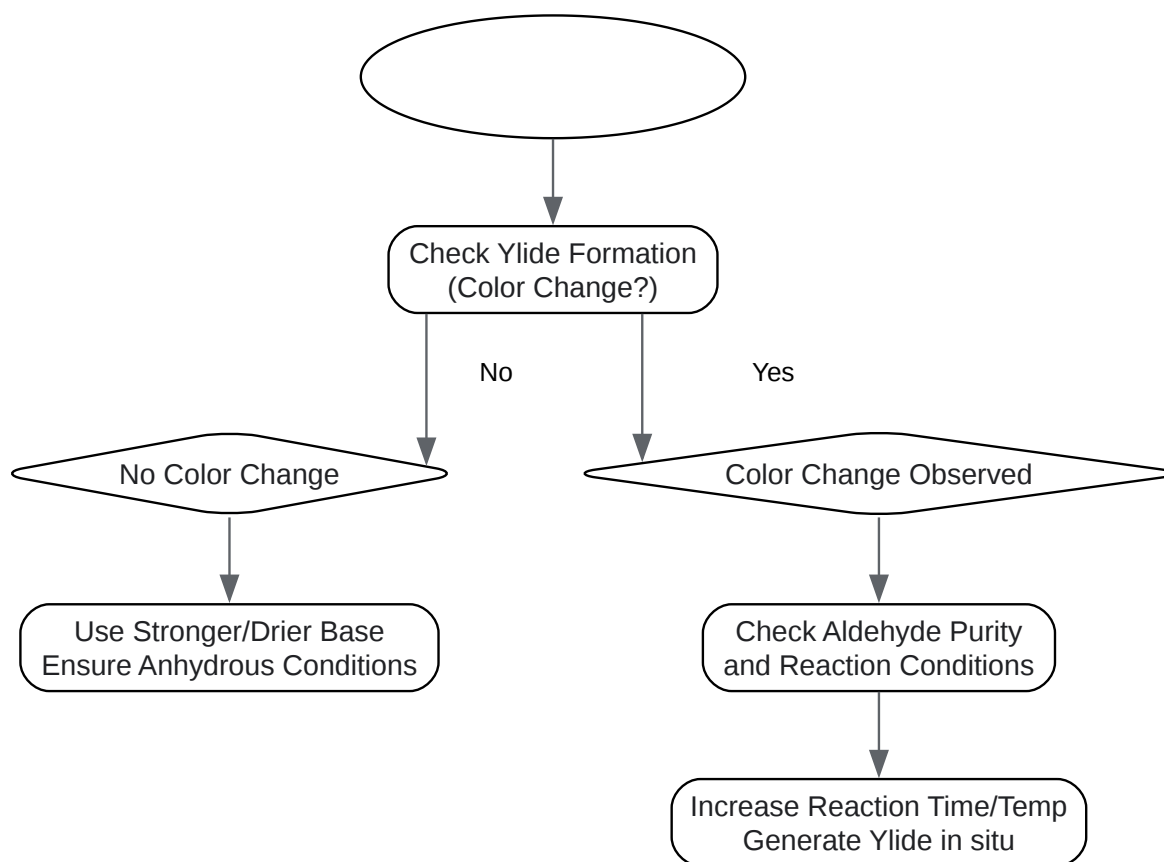 Check Ylide Formation
(Color Change?)
No
Yes
No Color Change
Color Change Observed
Use Stronger/Drier Base
Ensure Anhydrous Conditions
Check Aldehyde Purity
and Reaction Conditions
Increase Reaction Time/Temp
Generate Ylide in situ